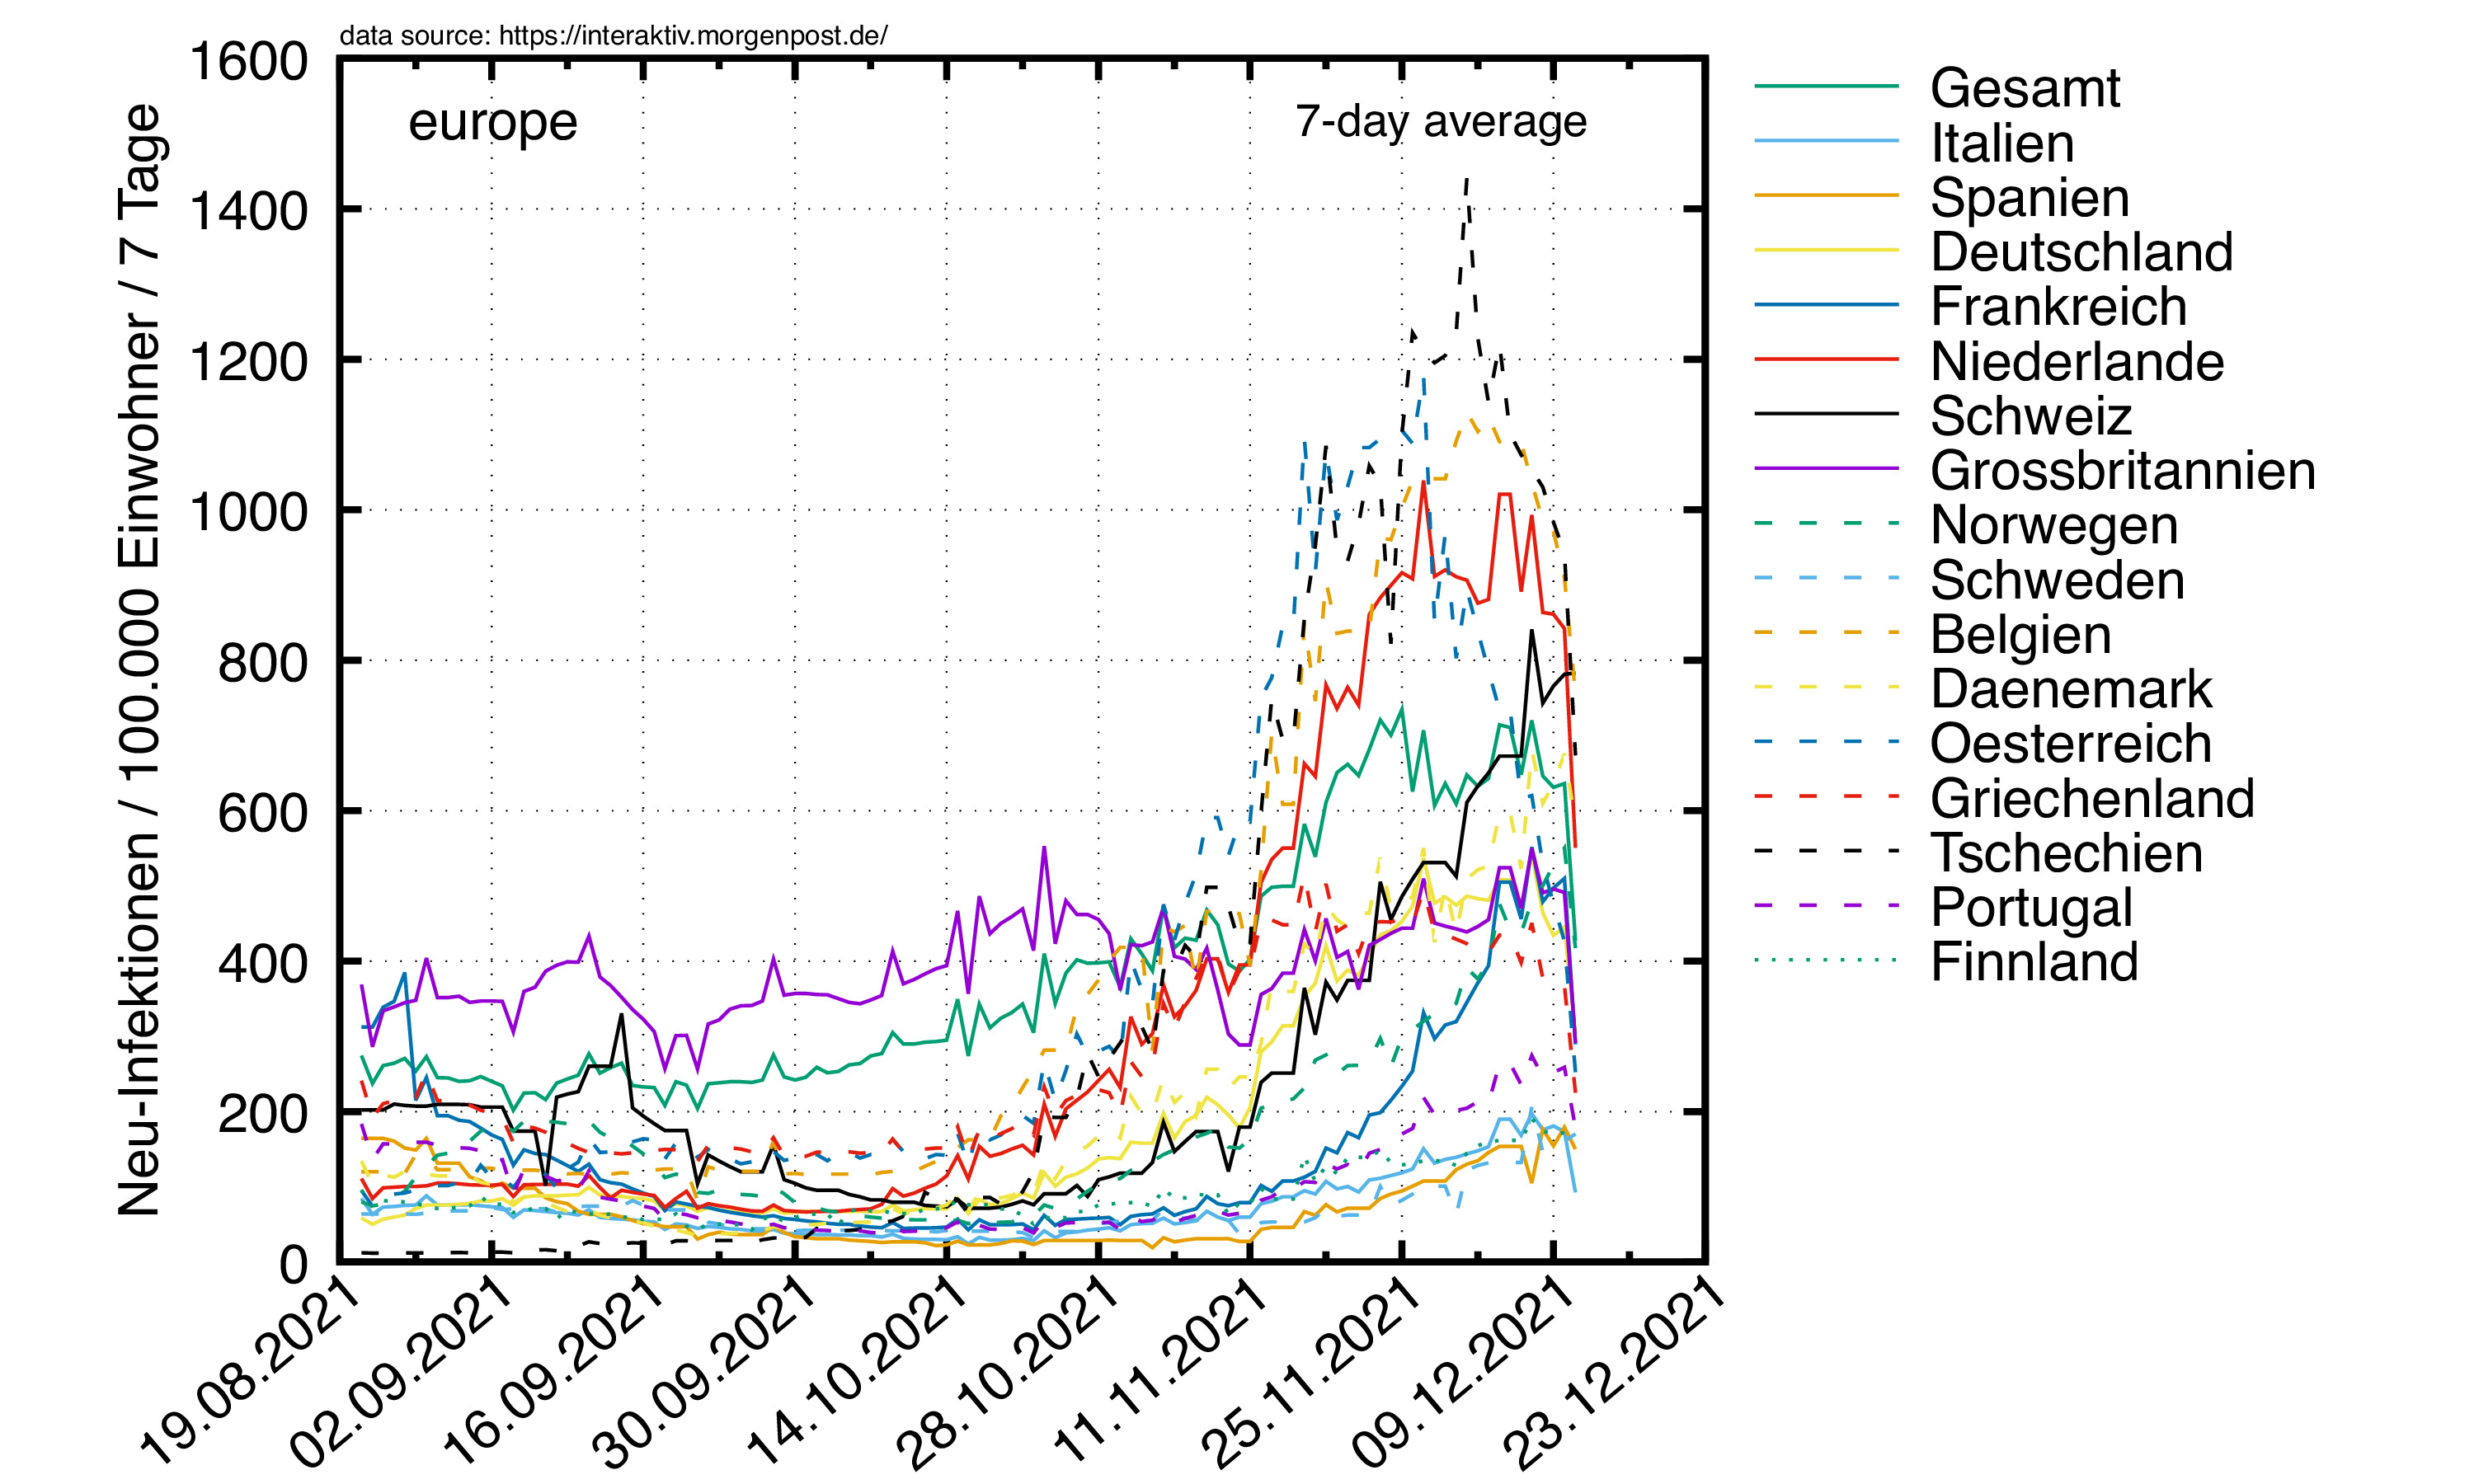 data source: https://interaktiv.morgenpost.de/
europe
7-day average
Neu-Infektionen / 100.000 Einwohner / 7 Tage
1600
1400
1200
1000
800
600
400
200
0
19.08.2021
02.09.2021
16.09.2021
30.09.2021
14.10.2021
28.10.2021
11.11.2021
25.11.2021
09.12.2021
23.12.2021
Gesamt
Italien
Spanien
Deutschland
Frankreich
Niederlande
Schweiz
Grossbritannien
Norwegen
Schweden
Belgien
Daenemark
Oesterreich
Griechenland
Tschechien
Portugal
Finnland